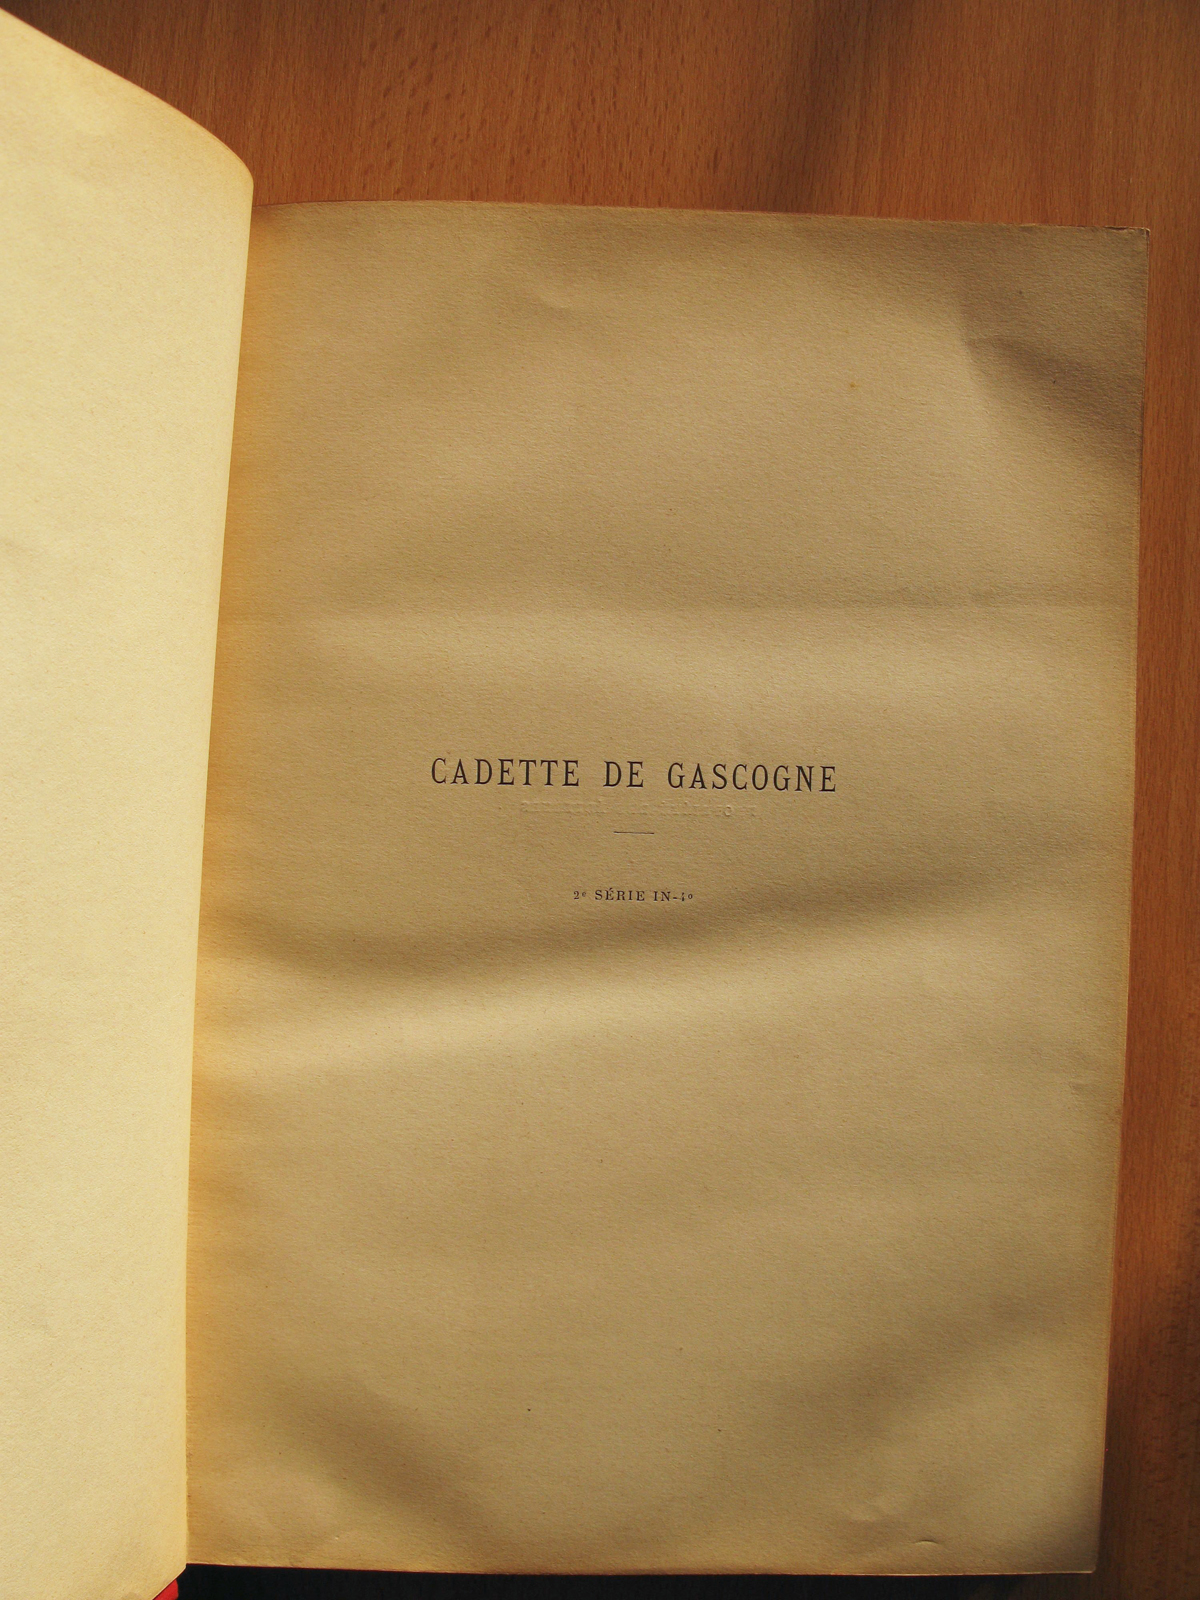 CADETTE DE GASCOGNE
2e SÉRIE IN-4o